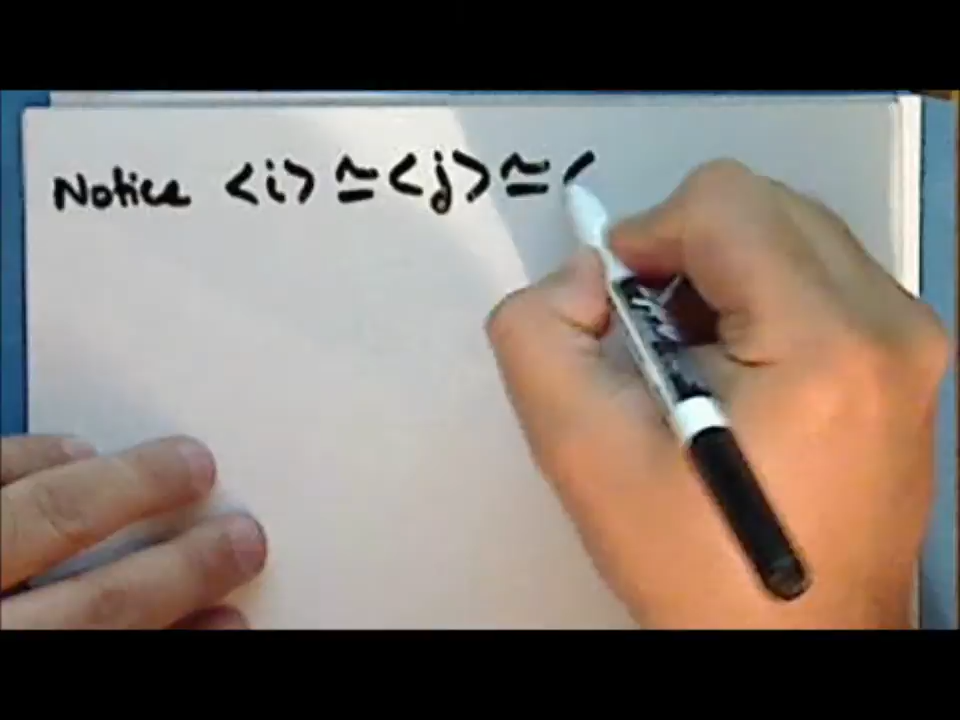 Notice <i> ≅ <j> ≅ <